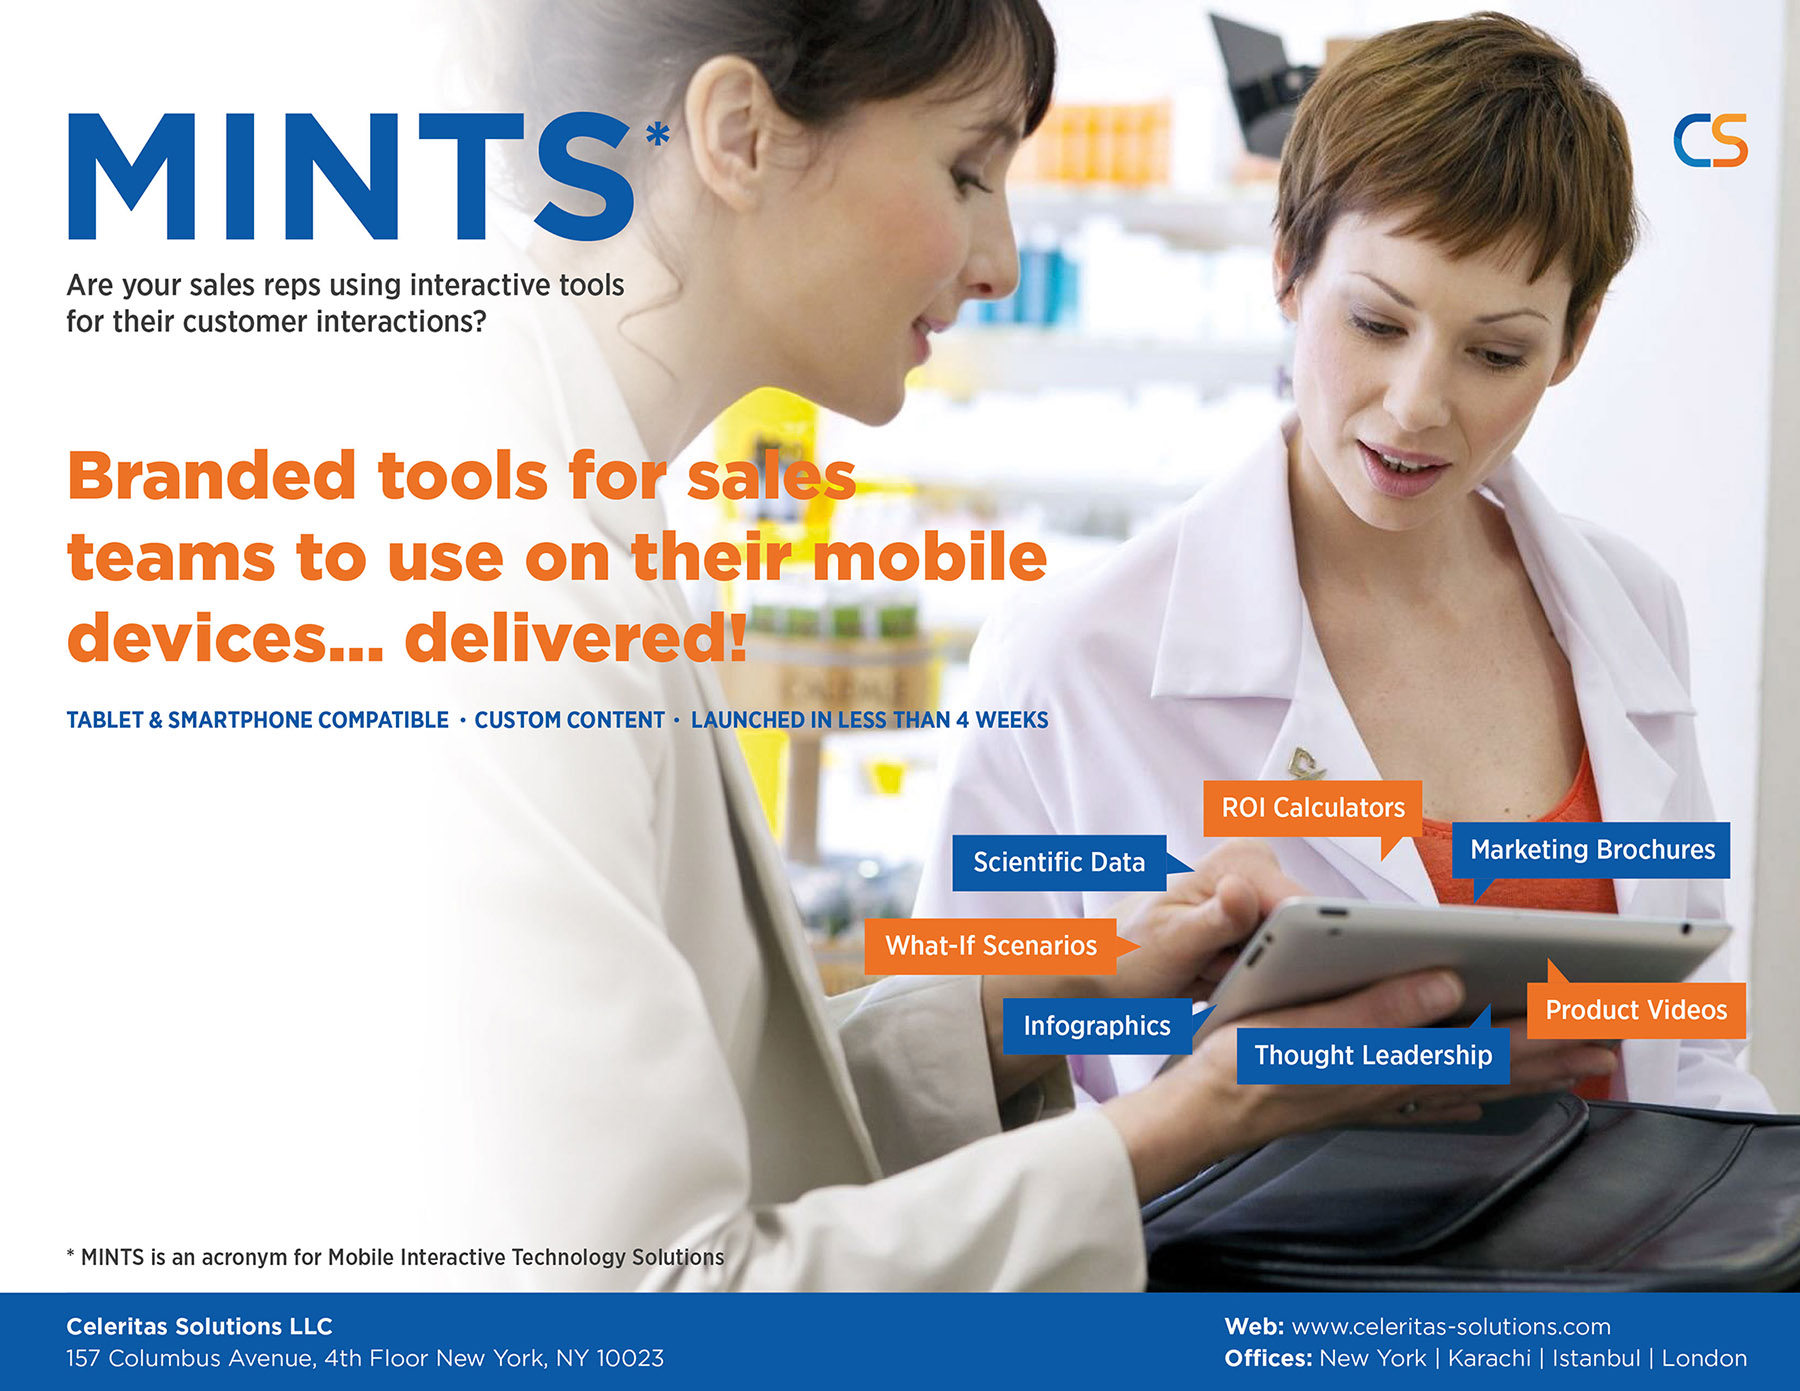 MINTS*
CS
Are your sales reps using interactive tools
for their customer interactions?
Branded tools for sales
teams to use on their mobile
devices... delivered!
TABLET & SMARTPHONE COMPATIBLE • CUSTOM CONTENT • LAUNCHED IN LESS THAN 4 WEEKS
ROI Calculators
Marketing Brochures
Scientific Data
What-If Scenarios
Product Videos
Infographics
Thought Leadership
* MINTS is an acronym for Mobile Interactive Technology Solutions
Celeritas Solutions LLC
157 Columbus Avenue, 4th Floor New York, NY 10023
Web: www.celeritas-solutions.com
Offices: New York | Karachi | Istanbul | London